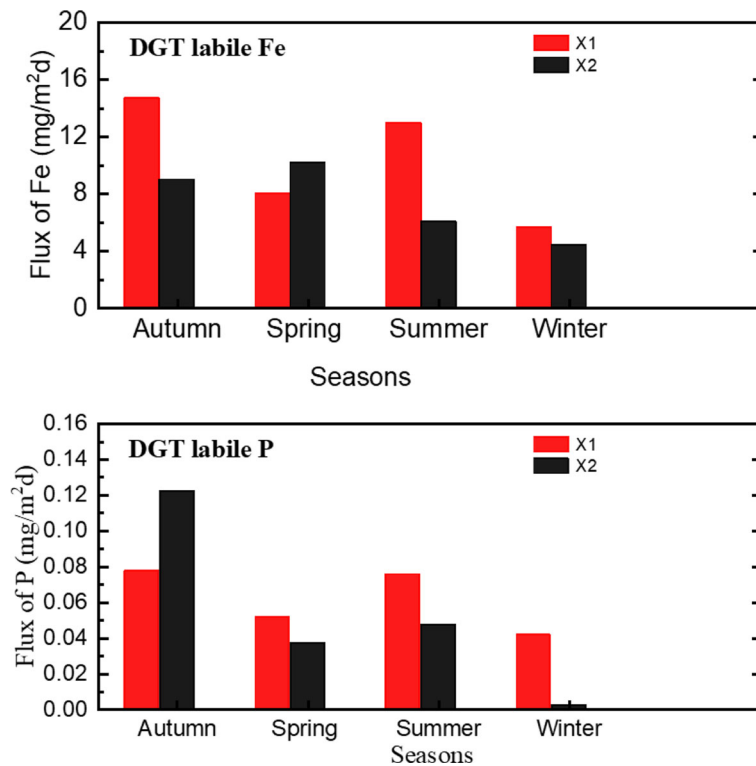 DGT labile Fe
X1
X2
20
16
12
8
4
0
Flux of Fe (mg/m²d)
Autumn Spring Summer Winter
Seasons
DGT labile P
X1
X2
0.16
0.14
0.12
0.10
0.08
0.06
0.04
0.02
0.00
Flux of P (mg/m²d)
Autumn Spring Summer Winter
Seasons